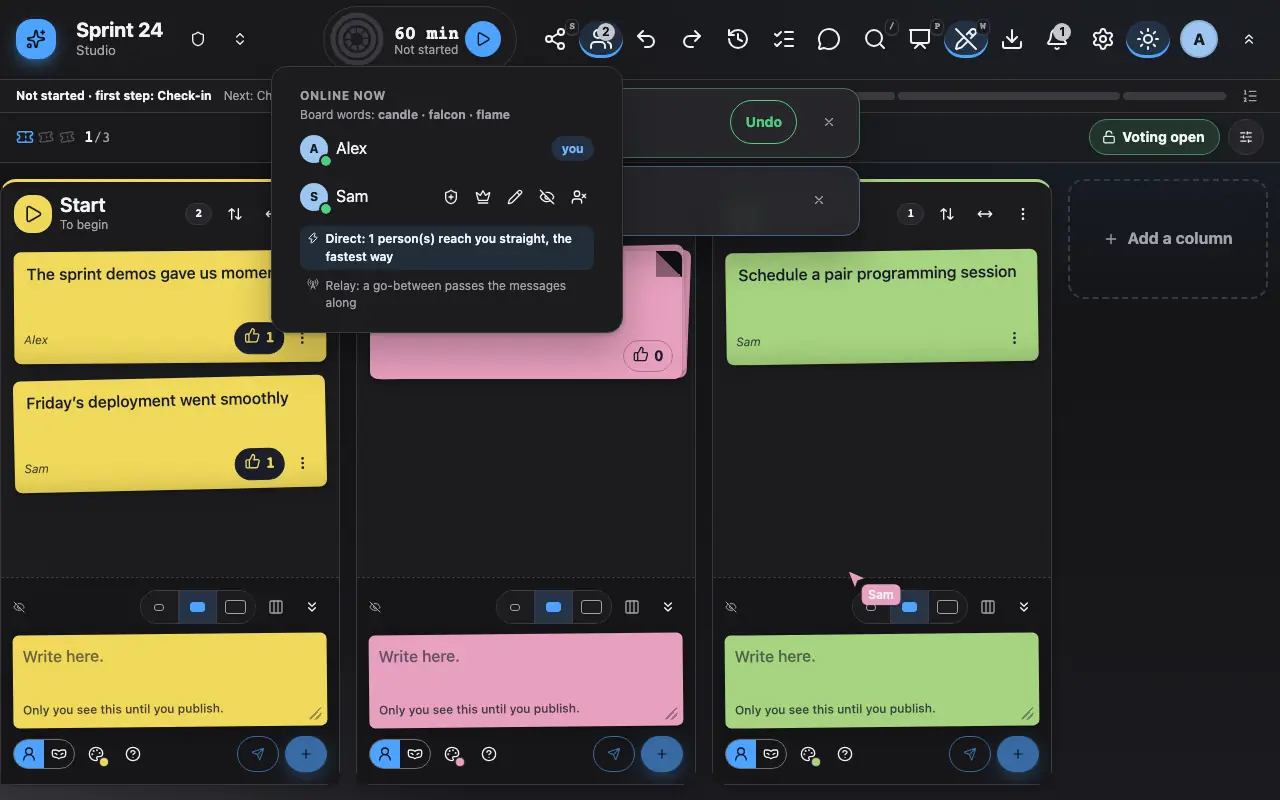 Sprint 24
Studio
60 min
Not started
S
2
/
P
W
1
A
Not started · first step: Check-in
Next: Ch
1/3
ONLINE NOW
Board words: candle · falcon · flame
A
Alex
you
S
Sam
Direct: 1 person(s) reach you straight, the
fastest way
Relay: a go-between passes the messages
along
Undo
Voting open
Start
To begin
2
1
Add a column
The sprint demos gave us momen
Alex
1
Friday's deployment went smoothly
Sam
1
0
Schedule a pair programming session
Sam
Sam
Write here.
Only you see this until you publish.
Write here.
Only you see this until you publish.
Write here.
Only you see this until you publish.